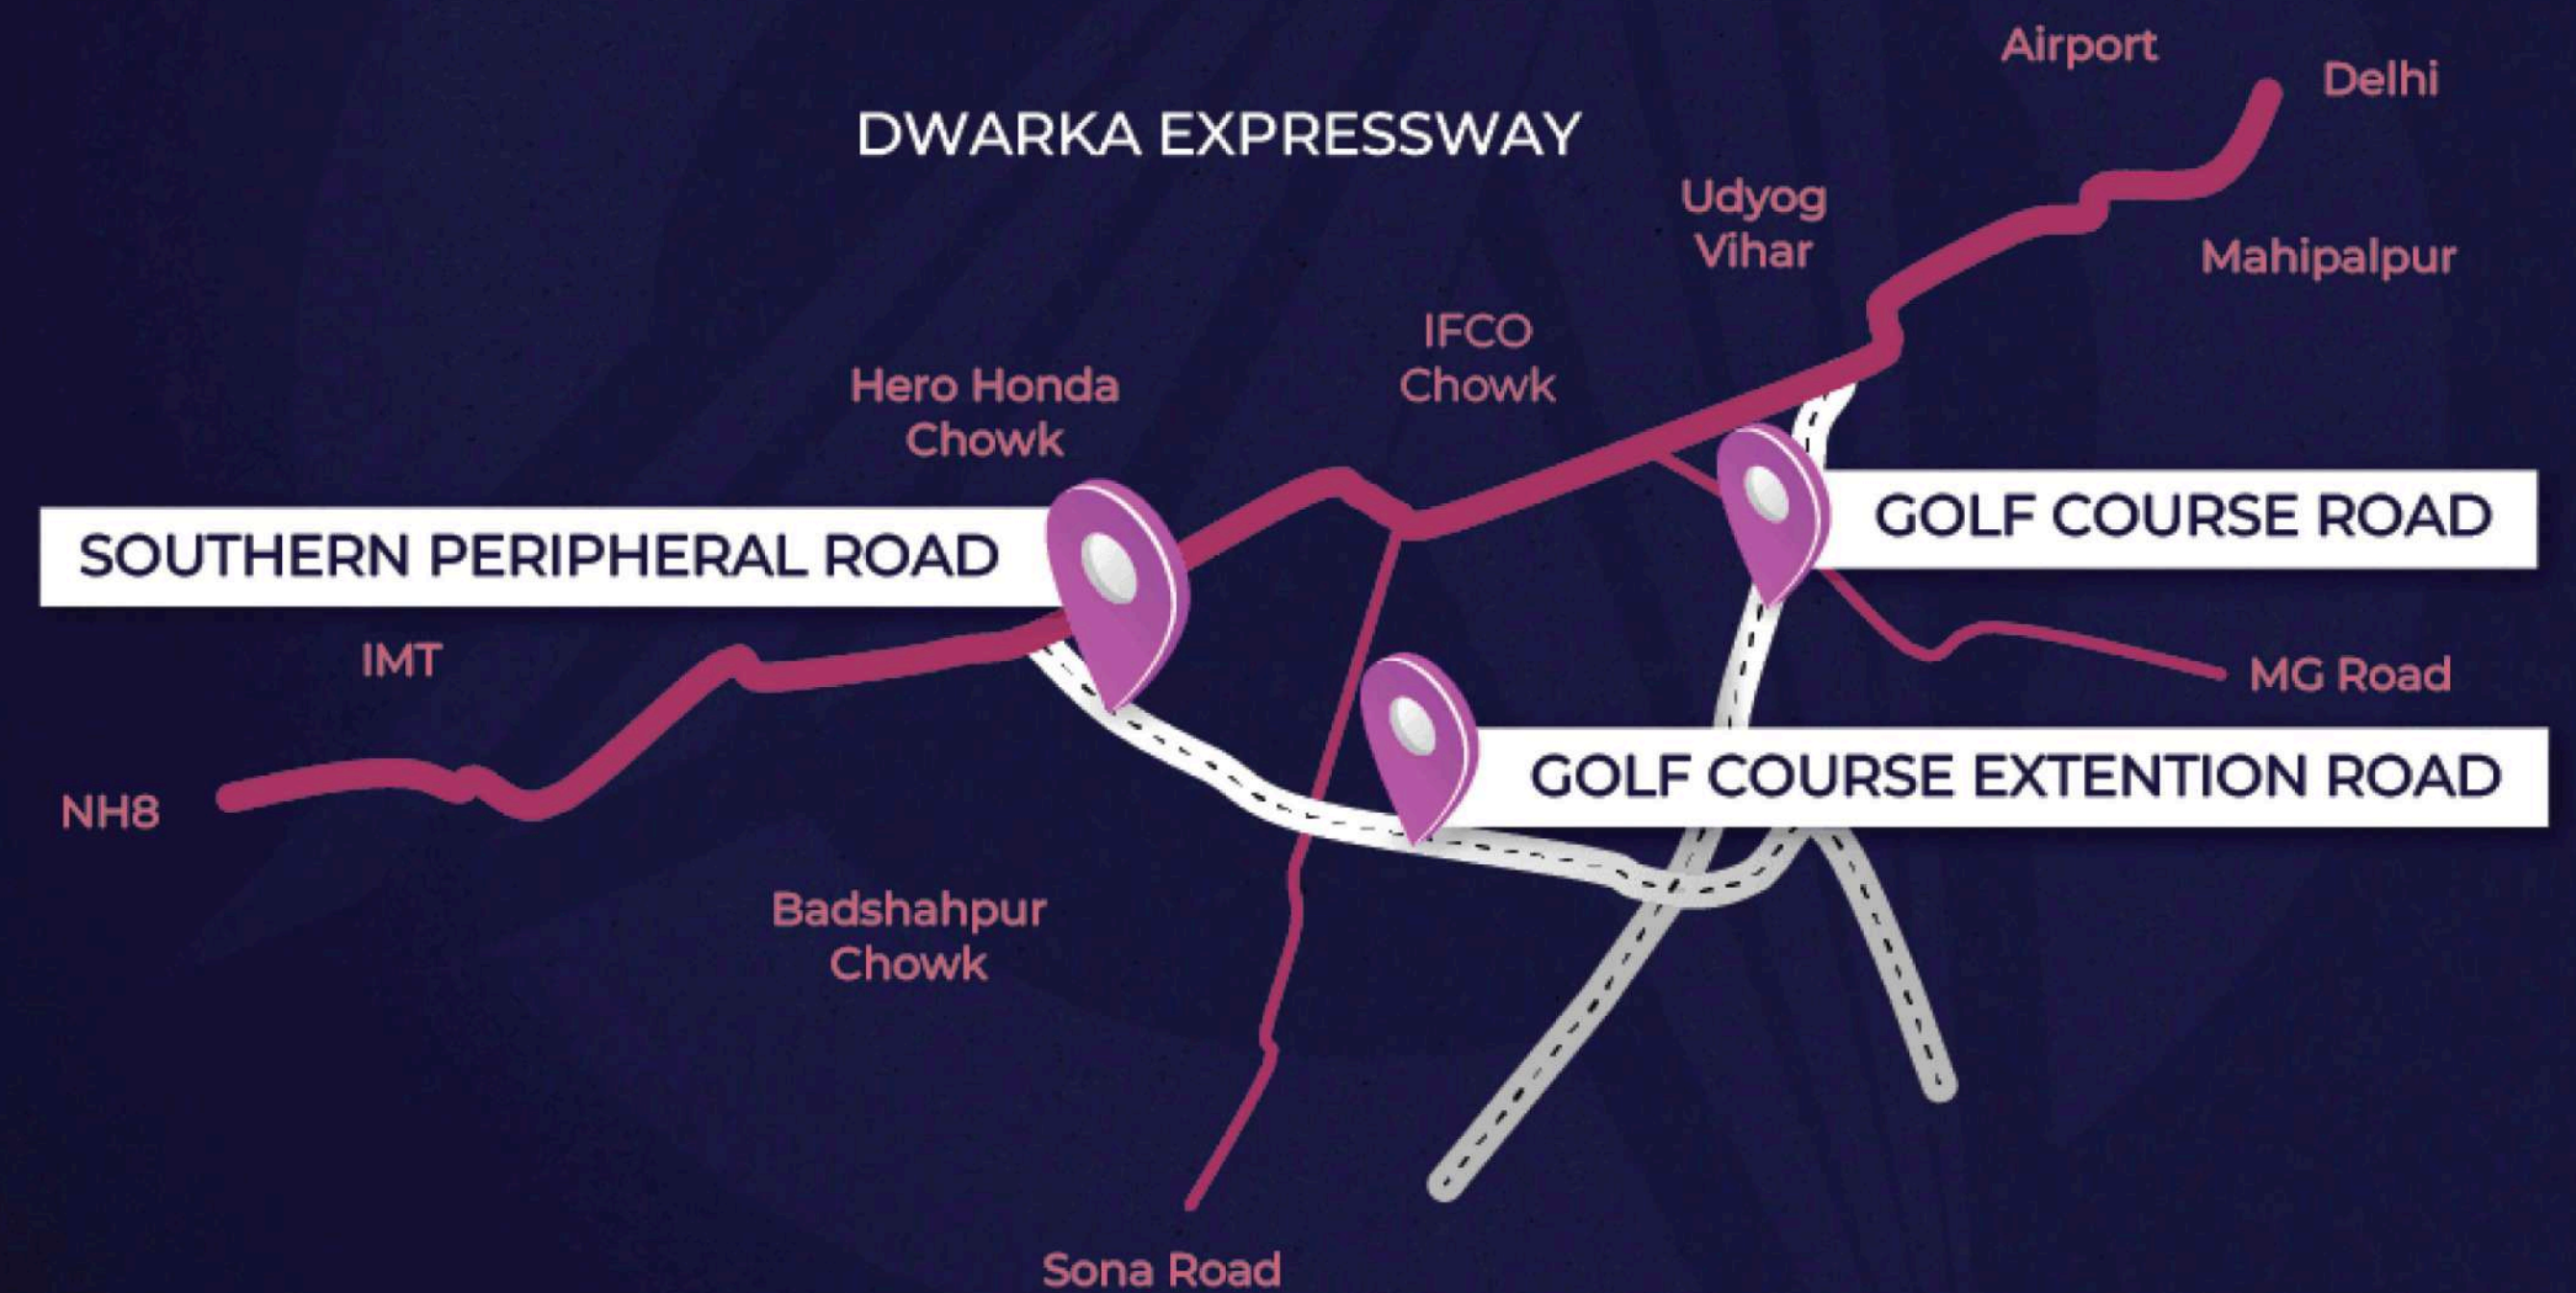 Airport
Delhi
DWARKA EXPRESSWAY
Udyog
Vihar
Mahipalpur
IFCO
Chowk
Hero Honda
Chowk
GOLF COURSE ROAD
SOUTHERN PERIPHERAL ROAD
IMT
MG Road
GOLF COURSE EXTENTION ROAD
NH8
Badshahpur
Chowk
Sona Road